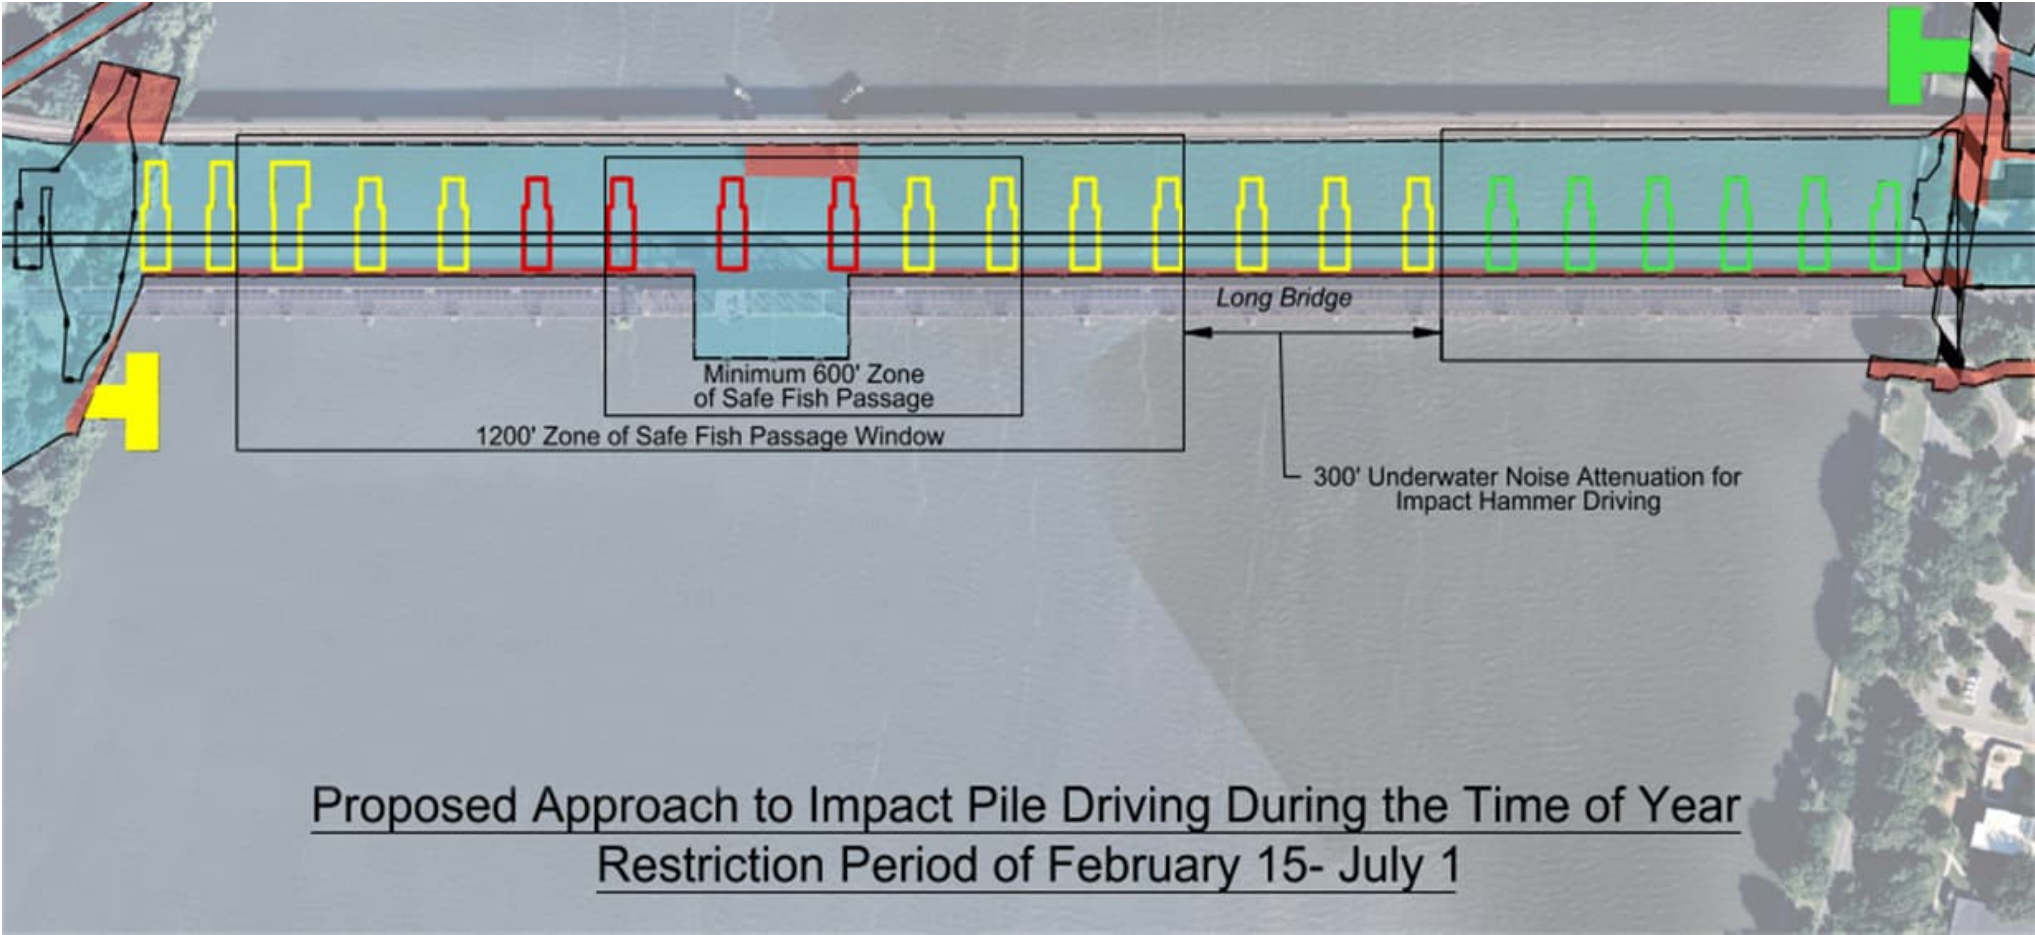 Long Bridge
Minimum 600' Zone
of Safe Fish Passage
1200' Zone of Safe Fish Passage Window
300' Underwater Noise Attenuation for
Impact Hammer Driving
Proposed Approach to Impact Pile Driving During the Time of Year
Restriction Period of February 15- July 1